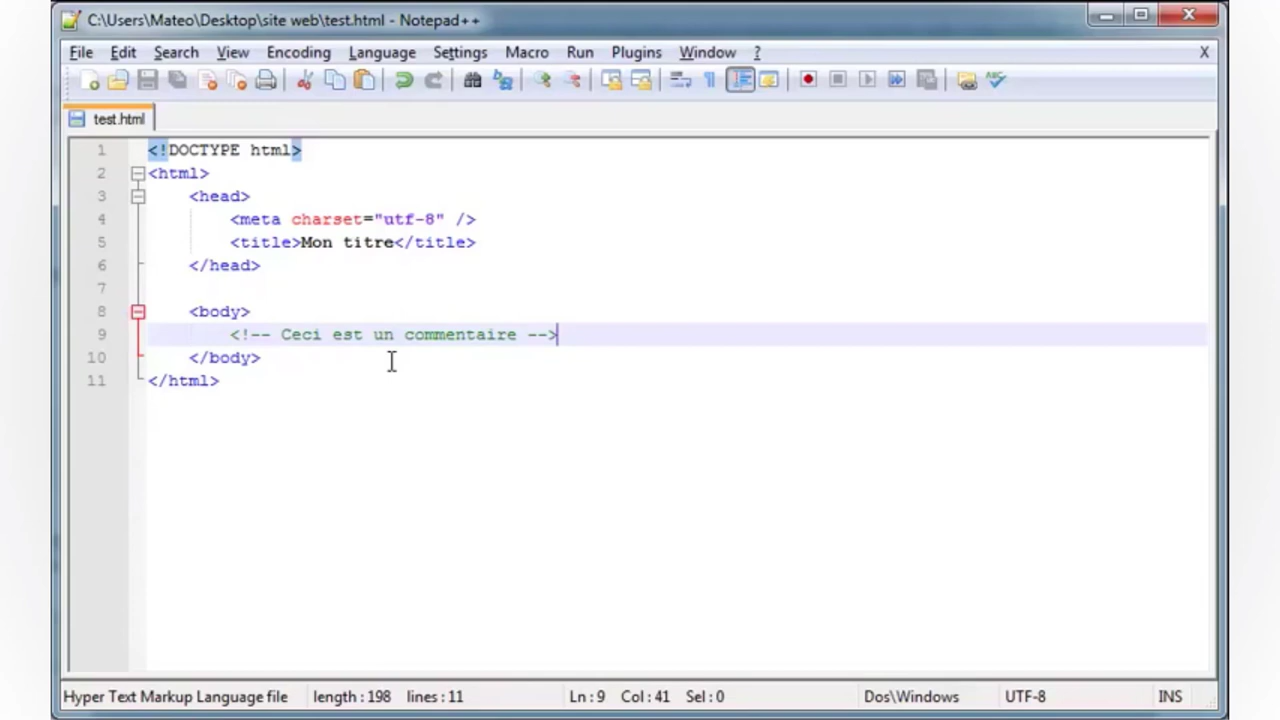 C:\Users\Mateo\Desktop\site web\test.html - Notepad++
File Edit Search View Encoding Language Settings Macro Run Plugins Window ? X
ABC
test.html
1 <!DOCTYPE html>
2 <html>
3 <head>
4 <meta charset="utf-8" />
5 <title>Mon titre</title>
6 </head>
7
8 <body>
9 <!-- Ceci est un commentaire -->
10 </body>
11 </html>
Hyper Text Markup Language file length : 198 lines : 11 Ln : 9 Col : 41 Sel : 0 Dos\Windows UTF-8 INS